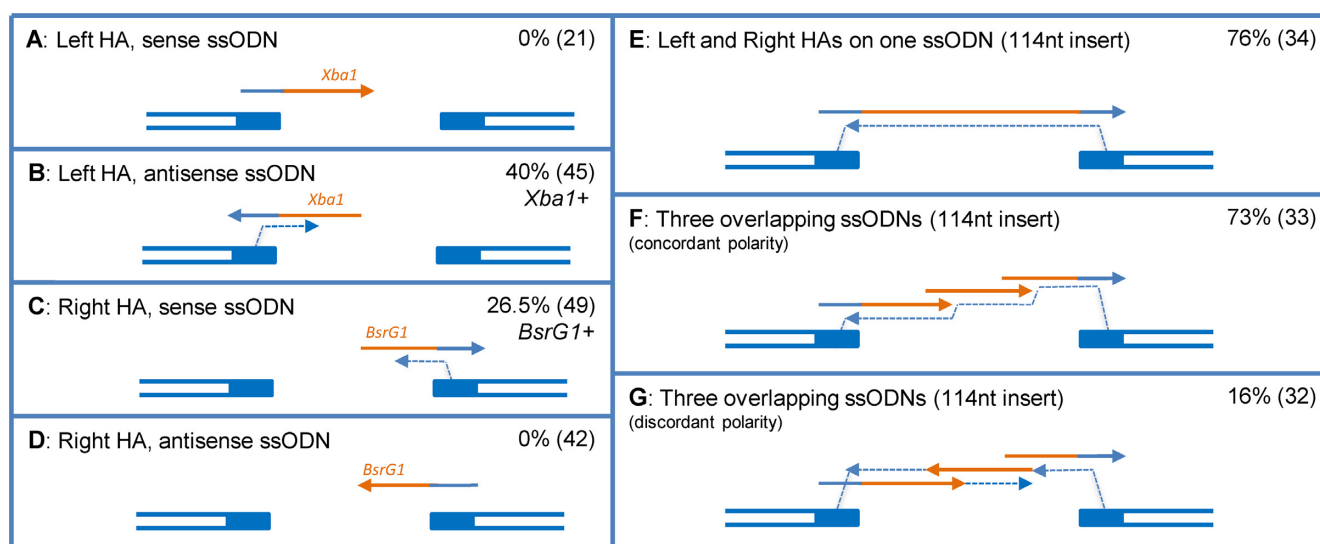 A: Left HA, sense ssODN 0% (21)
Xba1
B: Left HA, antisense ssODN 40% (45)
Xba1+
Xba1
C: Right HA, sense ssODN 26.5% (49)
BsrG1+
BsrG1
D: Right HA, antisense ssODN 0% (42)
BsrG1
E: Left and Right HAs on one ssODN (114nt insert) 76% (34)
F: Three overlapping ssODNs (114nt insert) 73% (33)
(concordant polarity)
G: Three overlapping ssODNs (114nt insert) 16% (32)
(discordant polarity)